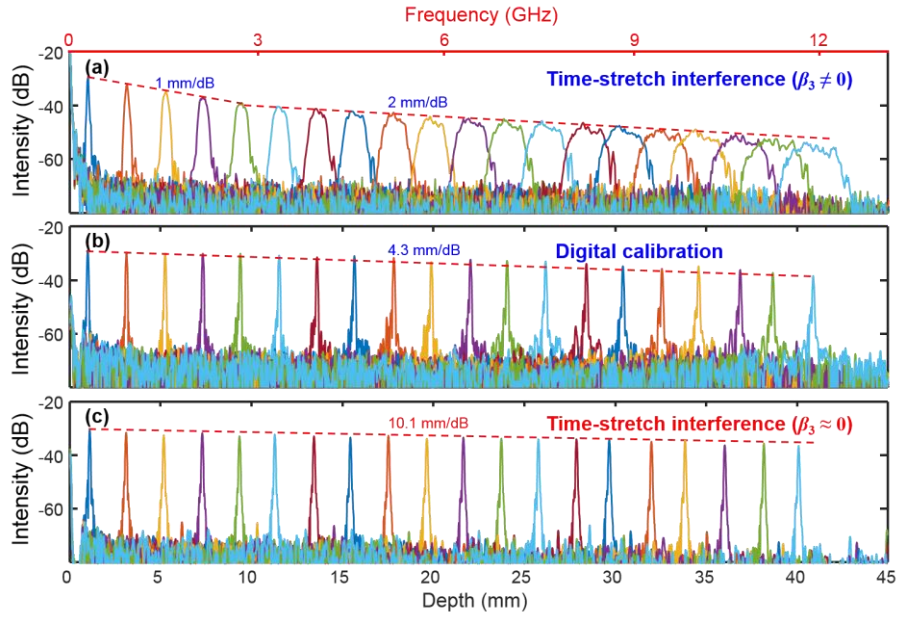 Frequency (GHz)
0 3 6 9 12
(a)
Time-stretch interference (β₃ ≠ 0)
1 mm/dB
2 mm/dB
Intensity (dB)
-20
-40
-60
(b)
4.3 mm/dB
Digital calibration
Intensity (dB)
-20
-40
-60
(c)
10.1 mm/dB
Time-stretch interference (β₃ ≈ 0)
Intensity (dB)
-20
-40
-60
0 5 10 15 20 25 30 35 40 45
Depth (mm)